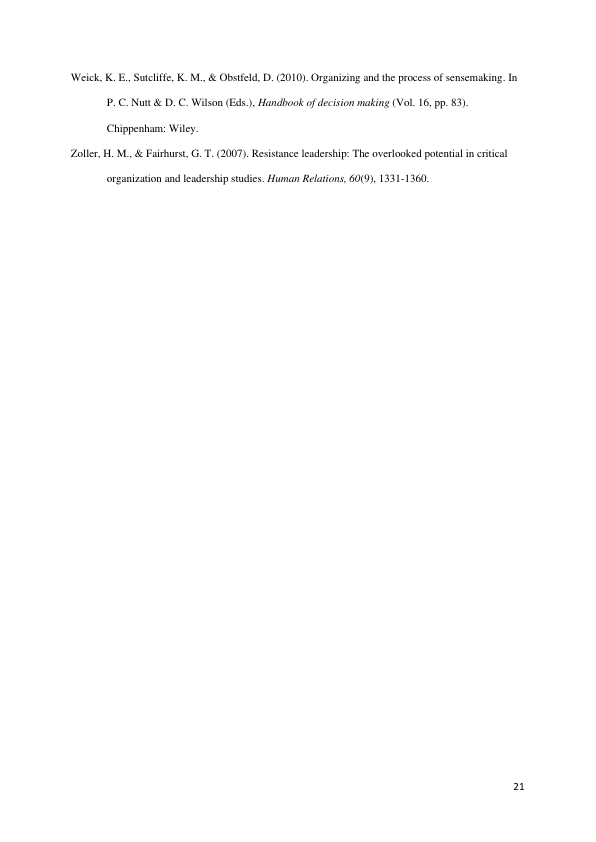 Weick, K. E., Sutcliffe, K. M., & Obstfeld, D. (2010). Organizing and the process of sensemaking. In
P. C. Nutt & D. C. Wilson (Eds.), Handbook of decision making (Vol. 16, pp. 83).
Chippenham: Wiley.
Zoller, H. M., & Fairhurst, G. T. (2007). Resistance leadership: The overlooked potential in critical
organization and leadership studies. Human Relations, 60(9), 1331-1360.
21